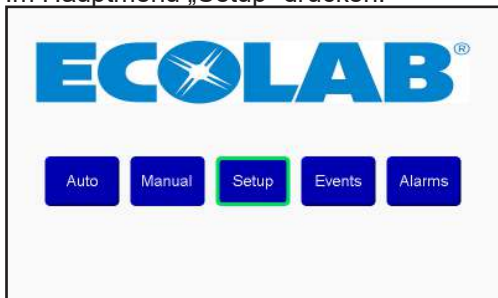 im Hauptmenü „Setup“ drücken.
ECOLAB®
Auto Manual Setup Events Alarms